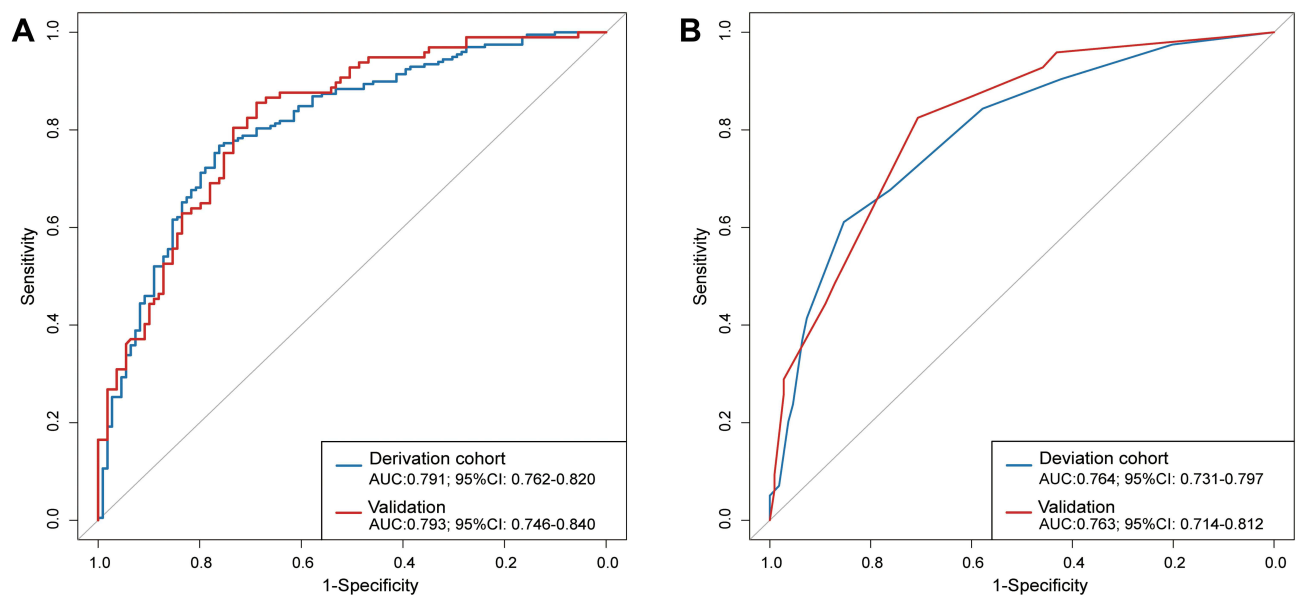 A
Sensitivity
1.0
0.8
0.6
0.4
0.2
0.0
Derivation cohort
AUC:0.791; 95%CI: 0.762-0.820
Validation
AUC:0.793; 95%CI: 0.746-0.840
1.0 0.8 0.6 0.4 0.2 0.0
1-Specificity
B
Sensitivity
1.0
0.8
0.6
0.4
0.2
0.0
Deviation cohort
AUC:0.764; 95%CI: 0.731-0.797
Validation
AUC:0.763; 95%CI: 0.714-0.812
1.0 0.8 0.6 0.4 0.2 0.0
1-Specificity